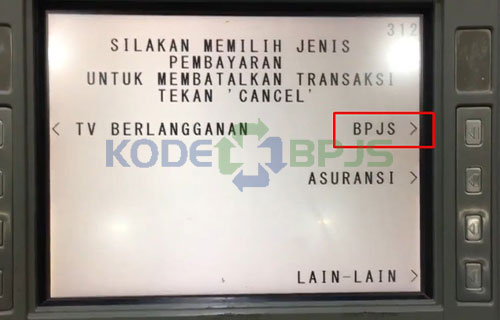 312
SILAKAN MEMILIH JENIS
PEMBAYARAN
UNTUK MEMBATALKAN TRANSAKSI
TEKAN 'CANCEL'
< TV BERLANGGANAN BPJS >
KODE BPJS
ASURANSI >
LAIN-LAIN >